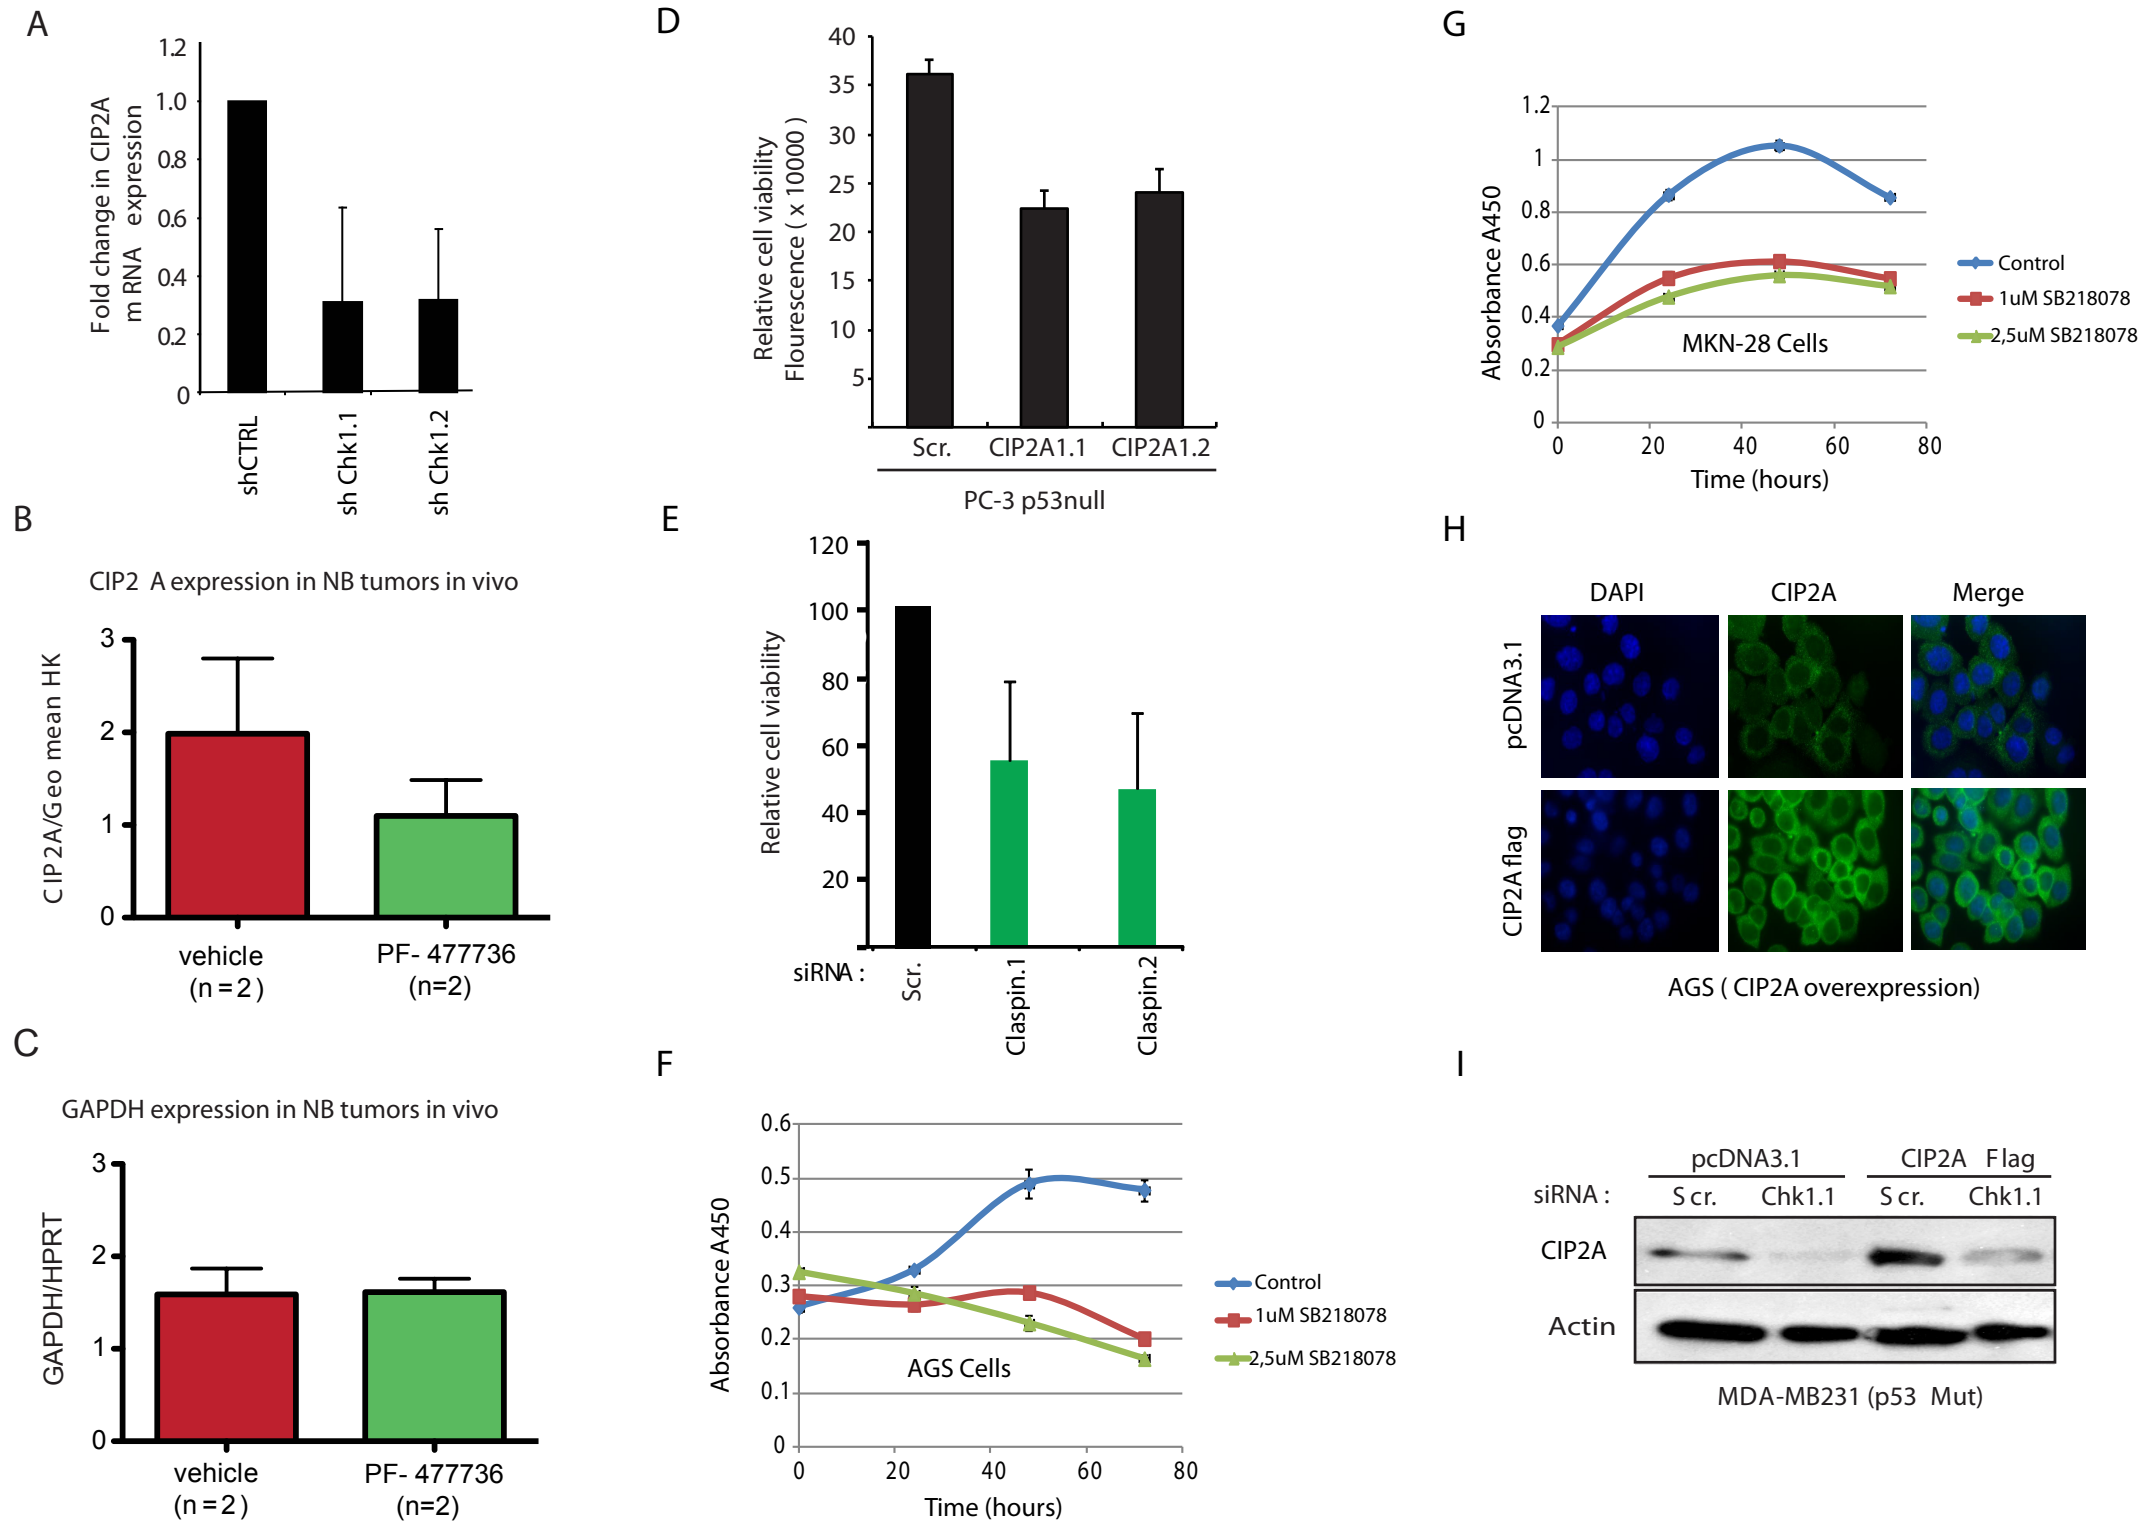 A
Fold change in CIP2A
m RNA expression
1.2
1.0
0.8
0.6
0.4
0.2
0
shCTRL
sh Chk1.1
sh Chk1.2
B
CIP2 A expression in NB tumors in vivo
CIP2A/Geo mean HK
3
2
1
0
vehicle
(n=2)
PF- 477736
(n=2)
C
GAPDH expression in NB tumors in vivo
GAPDH/HPRT
3
2
1
0
vehicle
(n=2)
PF- 477736
(n=2)
D
Relative cell viability
Flourescence ( x 10000 )
40
35
30
25
20
15
10
5
Scr.
CIP2A1.1
CIP2A1.2
PC-3 p53null
E
Relative cell viability
120
100
80
60
40
20
siRNA :
Scr.
Claspin.1
Claspin.2
F
Absorbance A450
0.6
0.5
0.4
0.3
0.2
0.1
0
0 20 40 60 80
Time (hours)
AGS Cells
Control
1uM SB218078
2,5uM SB218078
G
Absorbance A450
1.2
1
0.8
0.6
0.4
0.2
0
0 20 40 60 80
Time (hours)
MKN-28 Cells
Control
1uM SB218078
2,5uM SB218078
H
DAPI CIP2A Merge
pcDNA3.1
CIP2A flag
AGS ( CIP2A overexpression)
I
pcDNA3.1 CIP2A Flag
siRNA : Scr. Chk1.1 Scr. Chk1.1
CIP2A
Actin
MDA-MB231 (p53 Mut)